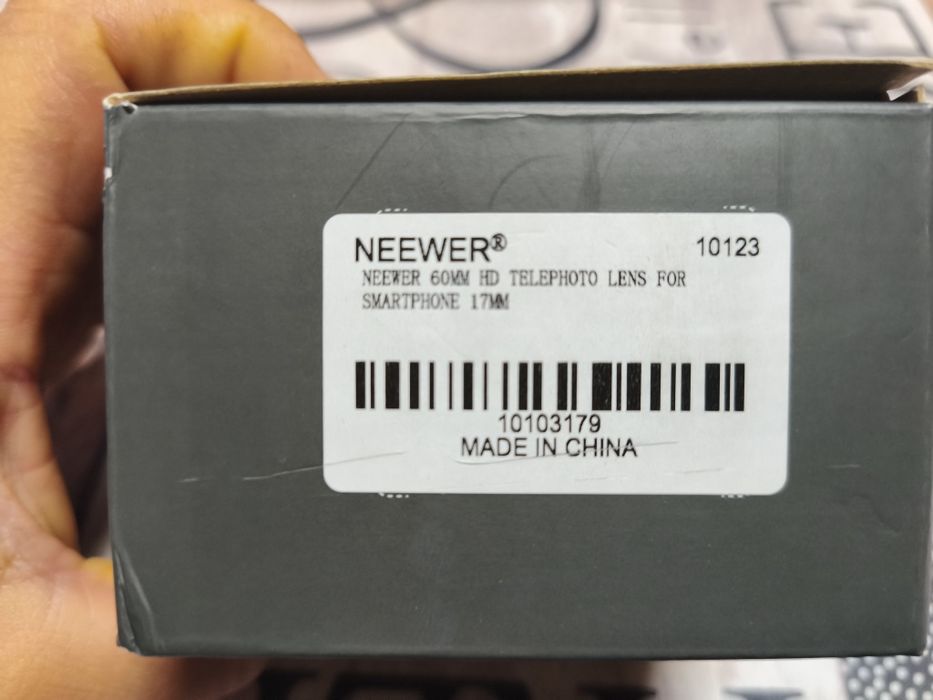 NEEWER®
10123
NEEWER 60MM HD TELEPHOTO LENS FOR
SMARTPHONE 17MM
10103179
MADE IN CHINA